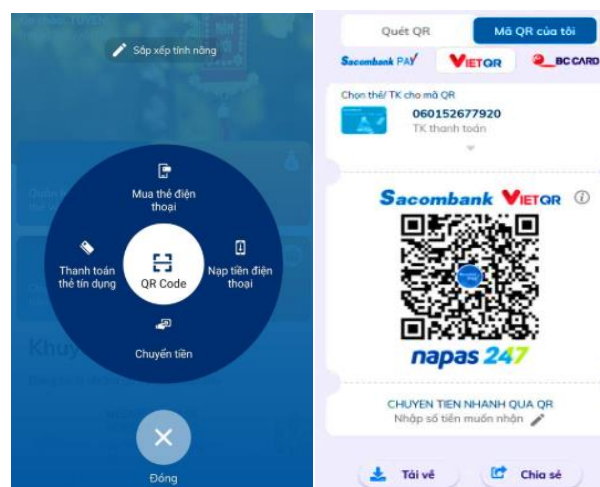 Sắp xếp tính năng
Mua thẻ điện
thoại
Thanh toán
thẻ tín dụng
QR Code
Nạp tiền điện
thoại
Chuyển tiền
Đóng
Quét QR
Mã QR của tôi
Sacombank PAY
VIETQR
BC CARD
Chọn thẻ/ TK cho mã QR
060152677920
TK thanh toán
Sacombank VIETQR
napas 247
CHUYEN TIEN NHANH QUA QR
Nhập số tiền muốn nhận
Tải về
Chia sẻ